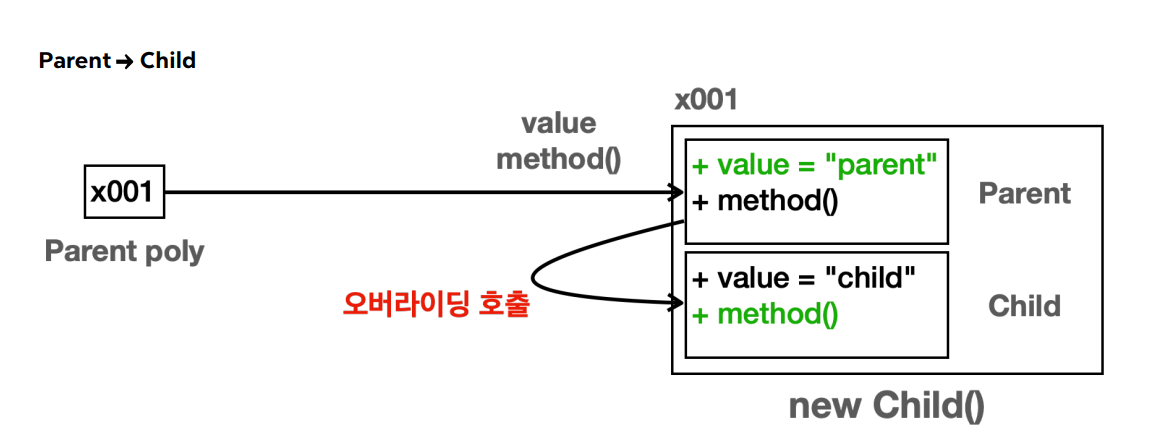 Parent → Child
x001
value
method()
+ value = "parent"
+ method()
Parent
x001
Parent poly
오버라이딩 호출
+ value = "child"
+ method()
Child
new Child()